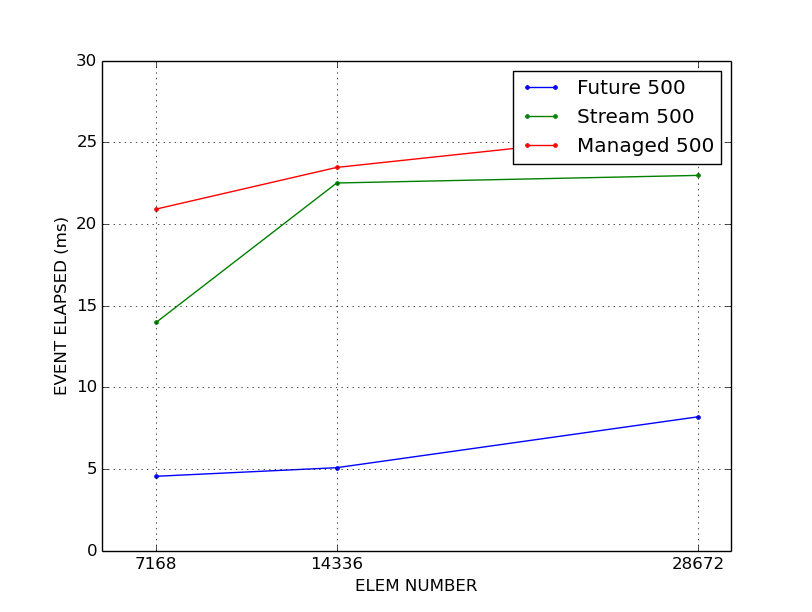 30
25
20
15
10
5
0
EVENT ELAPSED (ms)
Future 500
Stream 500
Managed 500
7168
14336
28672
ELEM NUMBER